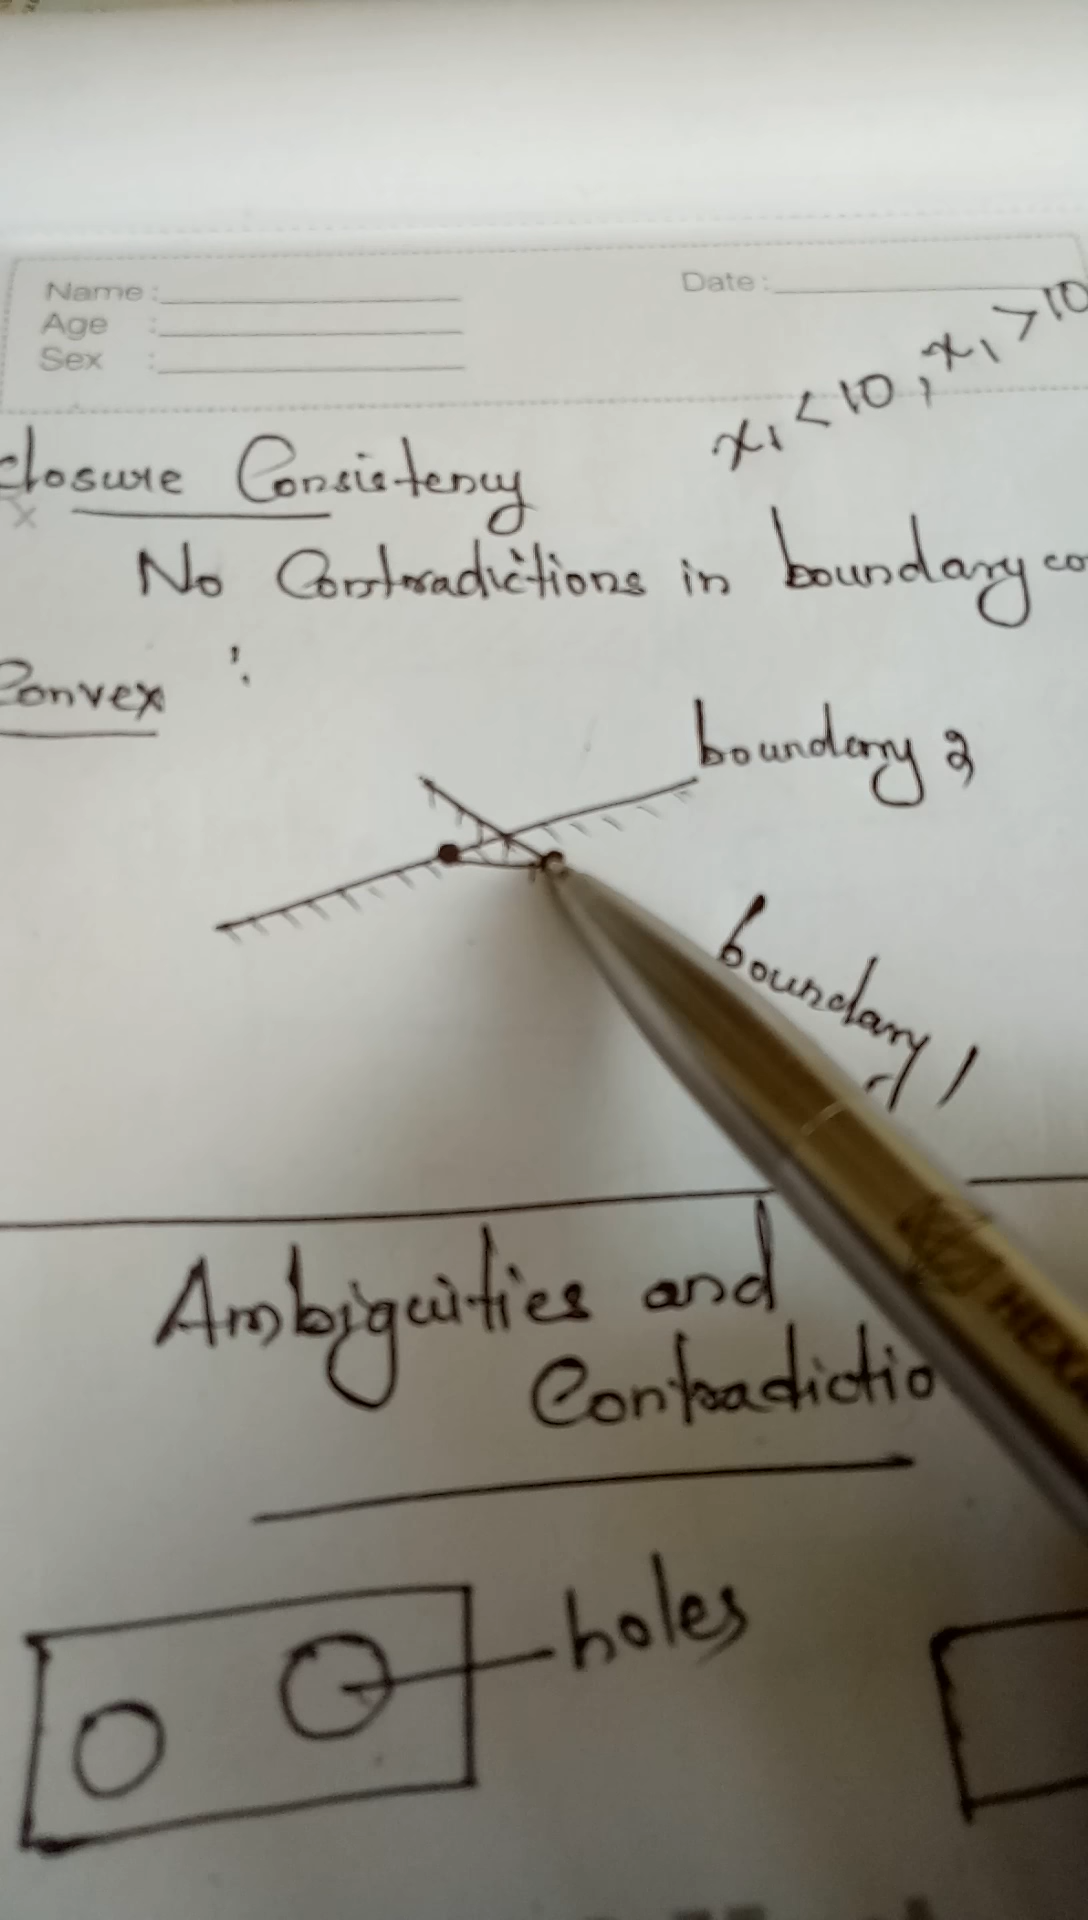 Name :
Date :
Age :
Sex :
x₁ < 10, x₁ > 10
Closure Consistency
No Contradictions in boundary co
Convex :
boundary 2
boundary 1
Ambiguities and
Contradictio
holes